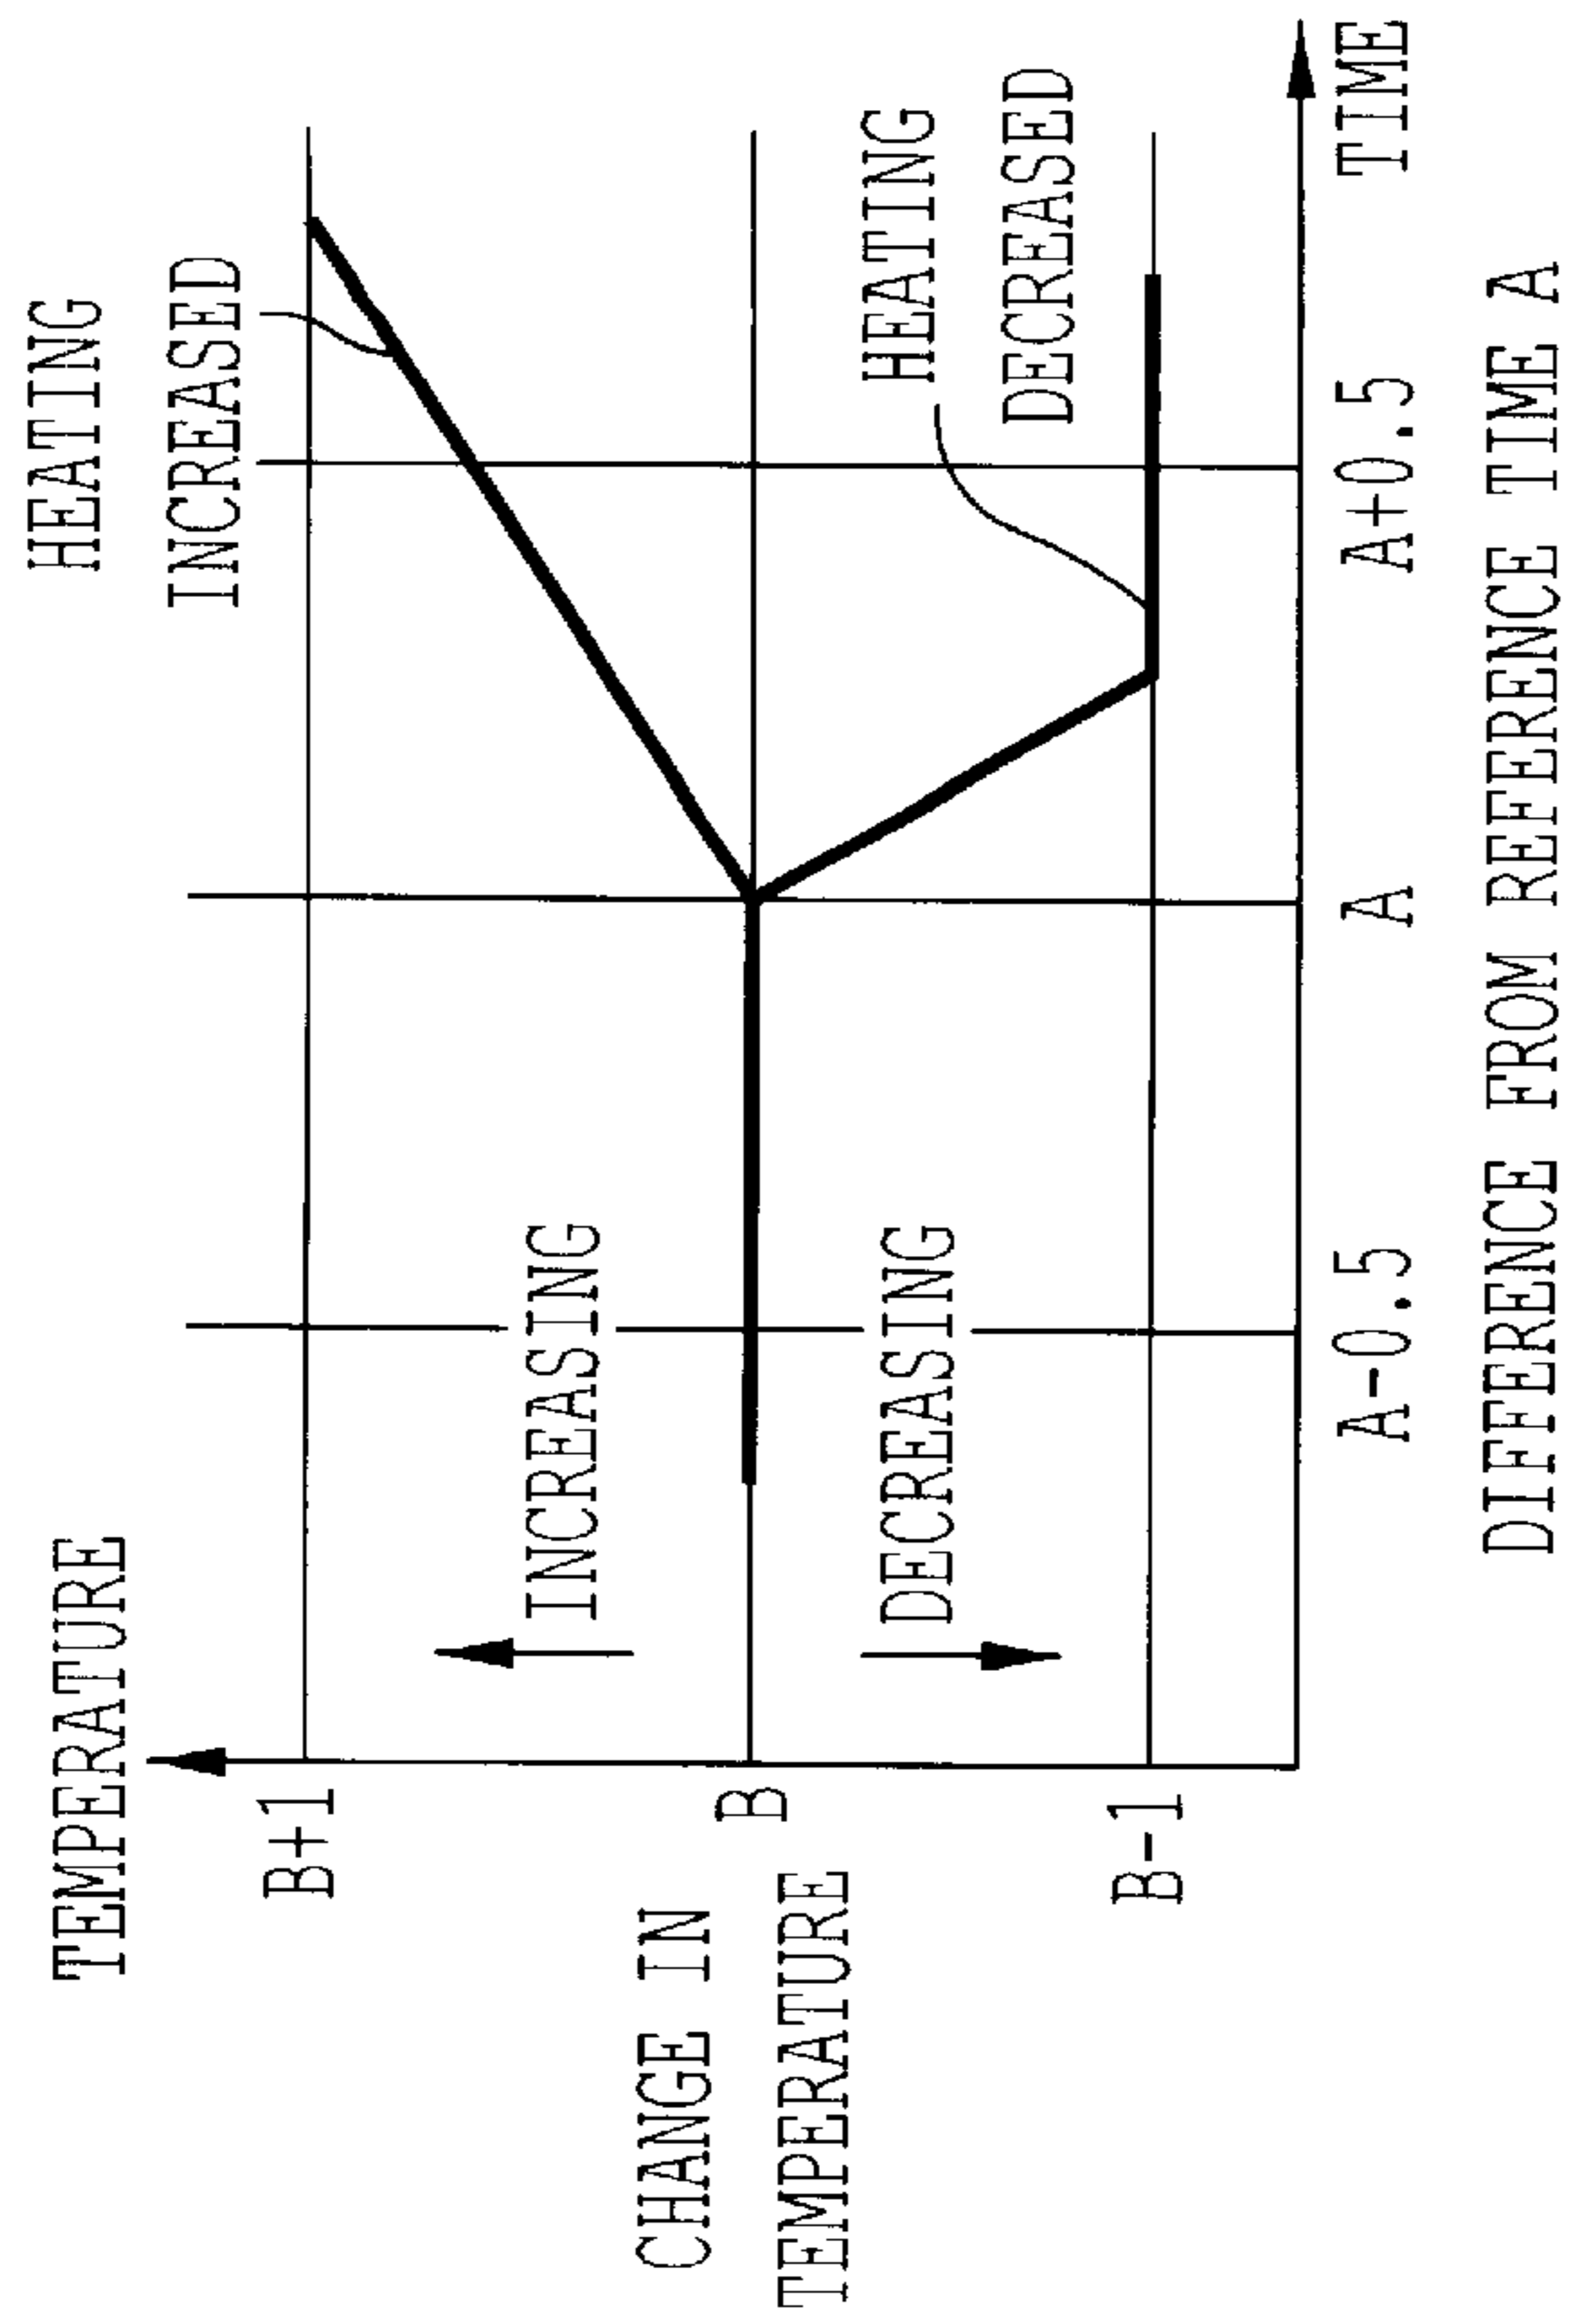 TEMPERATURE
HEATING
INCREASED
B+1
INCREASING
CHANGE IN
TEMPERATURE
B
HEATING
DECREASED
DECREASING
B-1
A-0.5
A
A+0.5
TIME
DIFFERENCE FROM REFERENCE TIME A